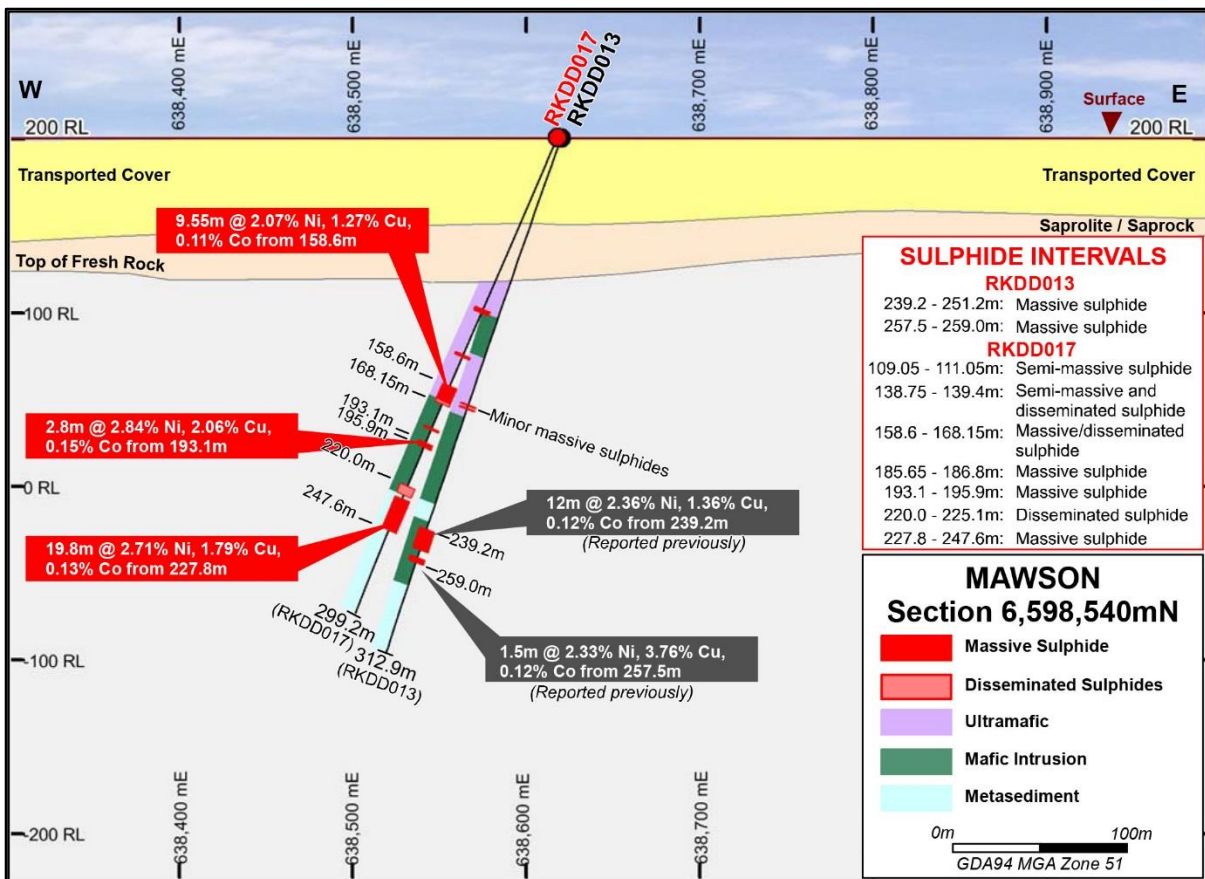 638,400 mE
638,500 mE
RKDD017
RKDD013
638,700 mE
638,800 mE
638,900 mE
W
E
Surface
200 RL
200 RL
Transported Cover
Transported Cover
9.55m @ 2.07% Ni, 1.27% Cu,
0.11% Co from 158.6m
Saprolite / Saprock
Top of Fresh Rock
100 RL
158.6m
168.15m
193.1m
195.9m
220.0m
247.6m
Minor massive sulphides
2.8m @ 2.84% Ni, 2.06% Cu,
0.15% Co from 193.1m
0 RL
12m @ 2.36% Ni, 1.36% Cu,
0.12% Co from 239.2m
(Reported previously)
19.8m @ 2.71% Ni, 1.79% Cu,
0.13% Co from 227.8m
239.2m
259.0m
299.2m
(RKDD017)
312.9m
(RKDD013)
1.5m @ 2.33% Ni, 3.76% Cu,
0.12% Co from 257.5m
(Reported previously)
-100 RL
-200 RL
638,400 mE
638,500 mE
638,600 mE
638,700 mE
SULPHIDE INTERVALS
RKDD013
239.2 - 251.2m: Massive sulphide
257.5 - 259.0m: Massive sulphide
RKDD017
109.05 - 111.05m: Semi-massive sulphide
138.75 - 139.4m: Semi-massive and
disseminated sulphide
158.6 - 168.15m: Massive/disseminated
sulphide
185.65 - 186.8m: Massive sulphide
193.1 - 195.9m: Massive sulphide
220.0 - 225.1m: Disseminated sulphide
227.8 - 247.6m: Massive sulphide
MAWSON
Section 6,598,540mN
Massive Sulphide
Disseminated Sulphides
Ultramafic
Mafic Intrusion
Metasediment
0m 100m
GDA94 MGA Zone 51